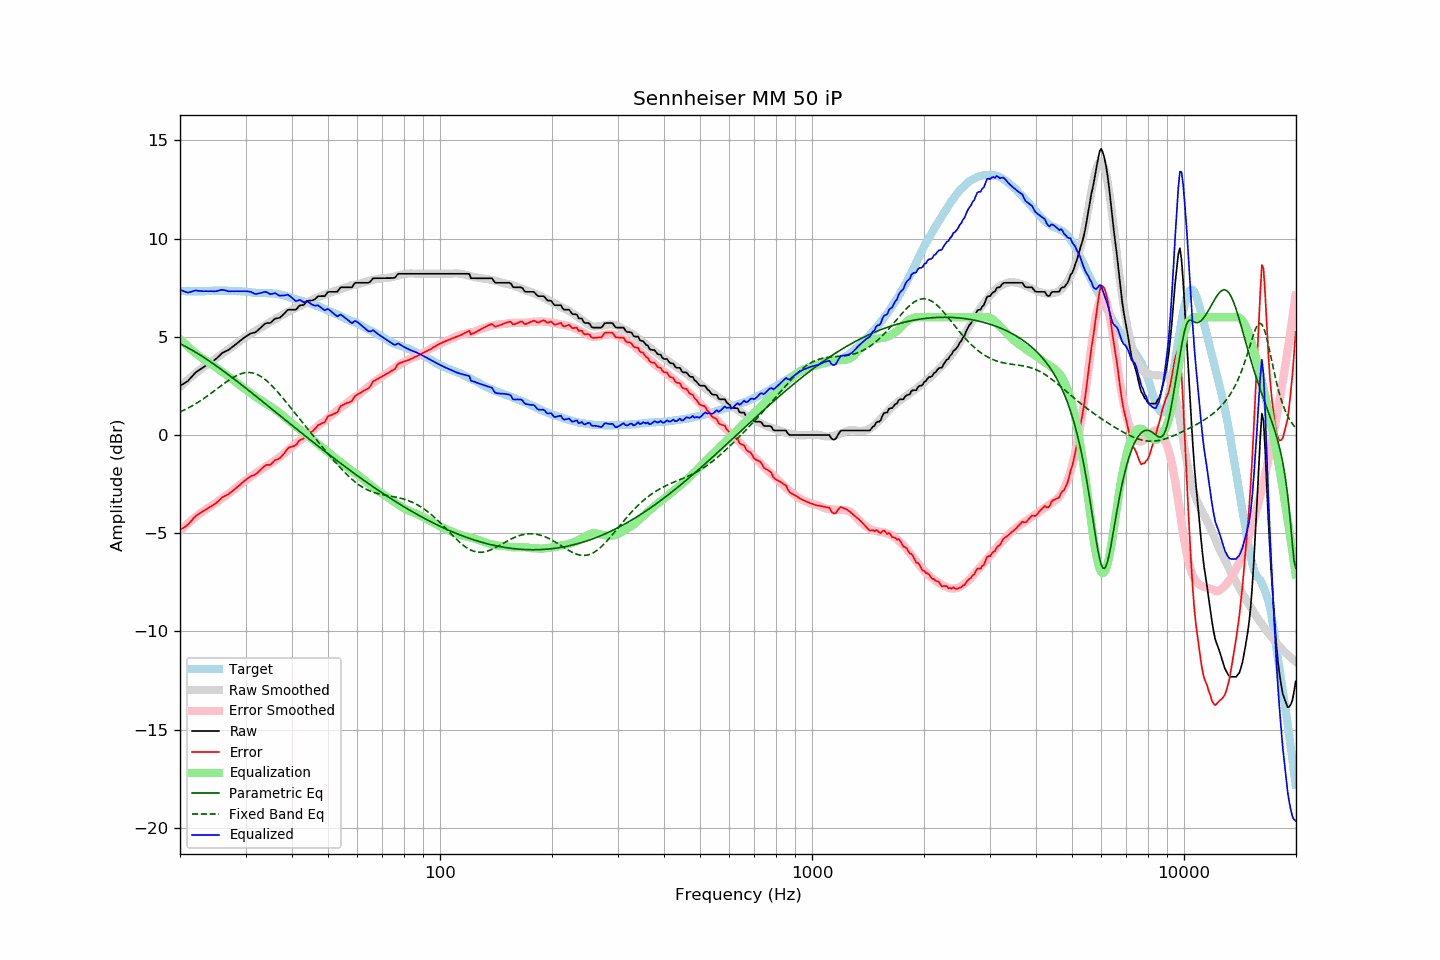 Sennheiser MM 50 iP
15
10
5
0
−5
−10
−15
−20
Amplitude (dBr)
Target
Raw Smoothed
Error Smoothed
Raw
Error
Equalization
Parametric Eq
Fixed Band Eq
Equalized
100
1000
10000
Frequency (Hz)